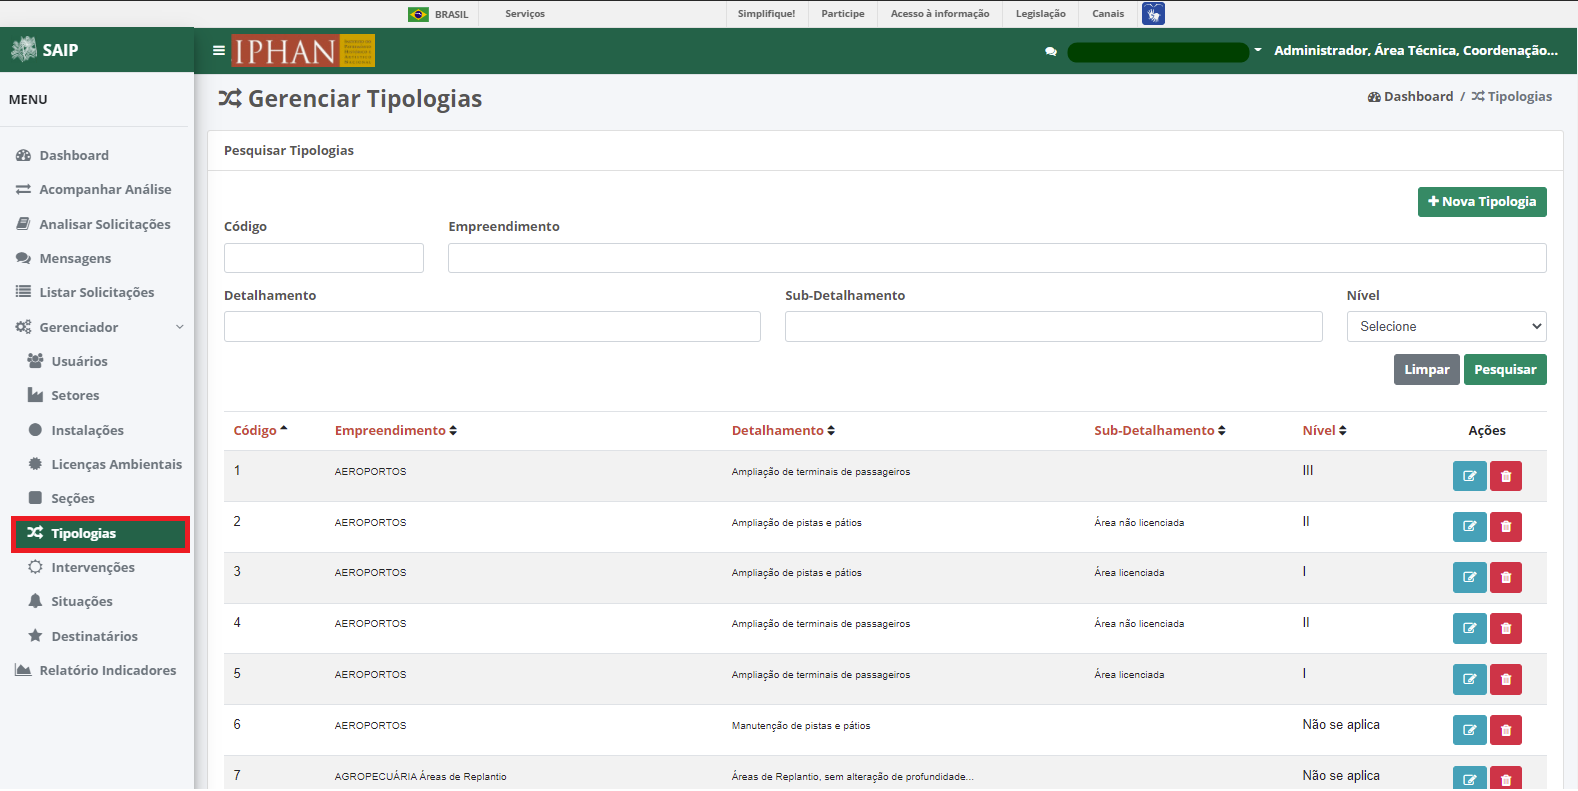 BRASIL Serviços Simplifique! Participe Acesso à informação Legislação Canais
SAIP
IPHAN
Administrador, Área Técnica, Coordenação...
MENU
Dashboard
Acompanhar Análise
Analisar Solicitações
Mensagens
Listar Solicitações
Gerenciador
Usuários
Setores
Instalações
Licenças Ambientais
Seções
Tipologias
Intervenções
Situações
Destinatários
Relatório Indicadores
Gerenciar Tipologias
Dashboard / Tipologias
Pesquisar Tipologias
+ Nova Tipologia
Código Empreendimento
Detalhamento Sub-Detalhamento Nível
Selecione
Limpar Pesquisar
Código Empreendimento Detalhamento Sub-Detalhamento Nível Ações
1 AEROPORTOS Ampliação de terminais de passageiros III
2 AEROPORTOS Ampliação de pistas e pátios Área não licenciada II
3 AEROPORTOS Ampliação de pistas e pátios Área licenciada I
4 AEROPORTOS Ampliação de terminais de passageiros Área não licenciada II
5 AEROPORTOS Ampliação de terminais de passageiros Área licenciada I
6 AEROPORTOS Manutenção de pistas e pátios Não se aplica
7 AGROPECUÁRIA Áreas de Replantio Áreas de Replantio, sem alteração de profundidade... Não se aplica